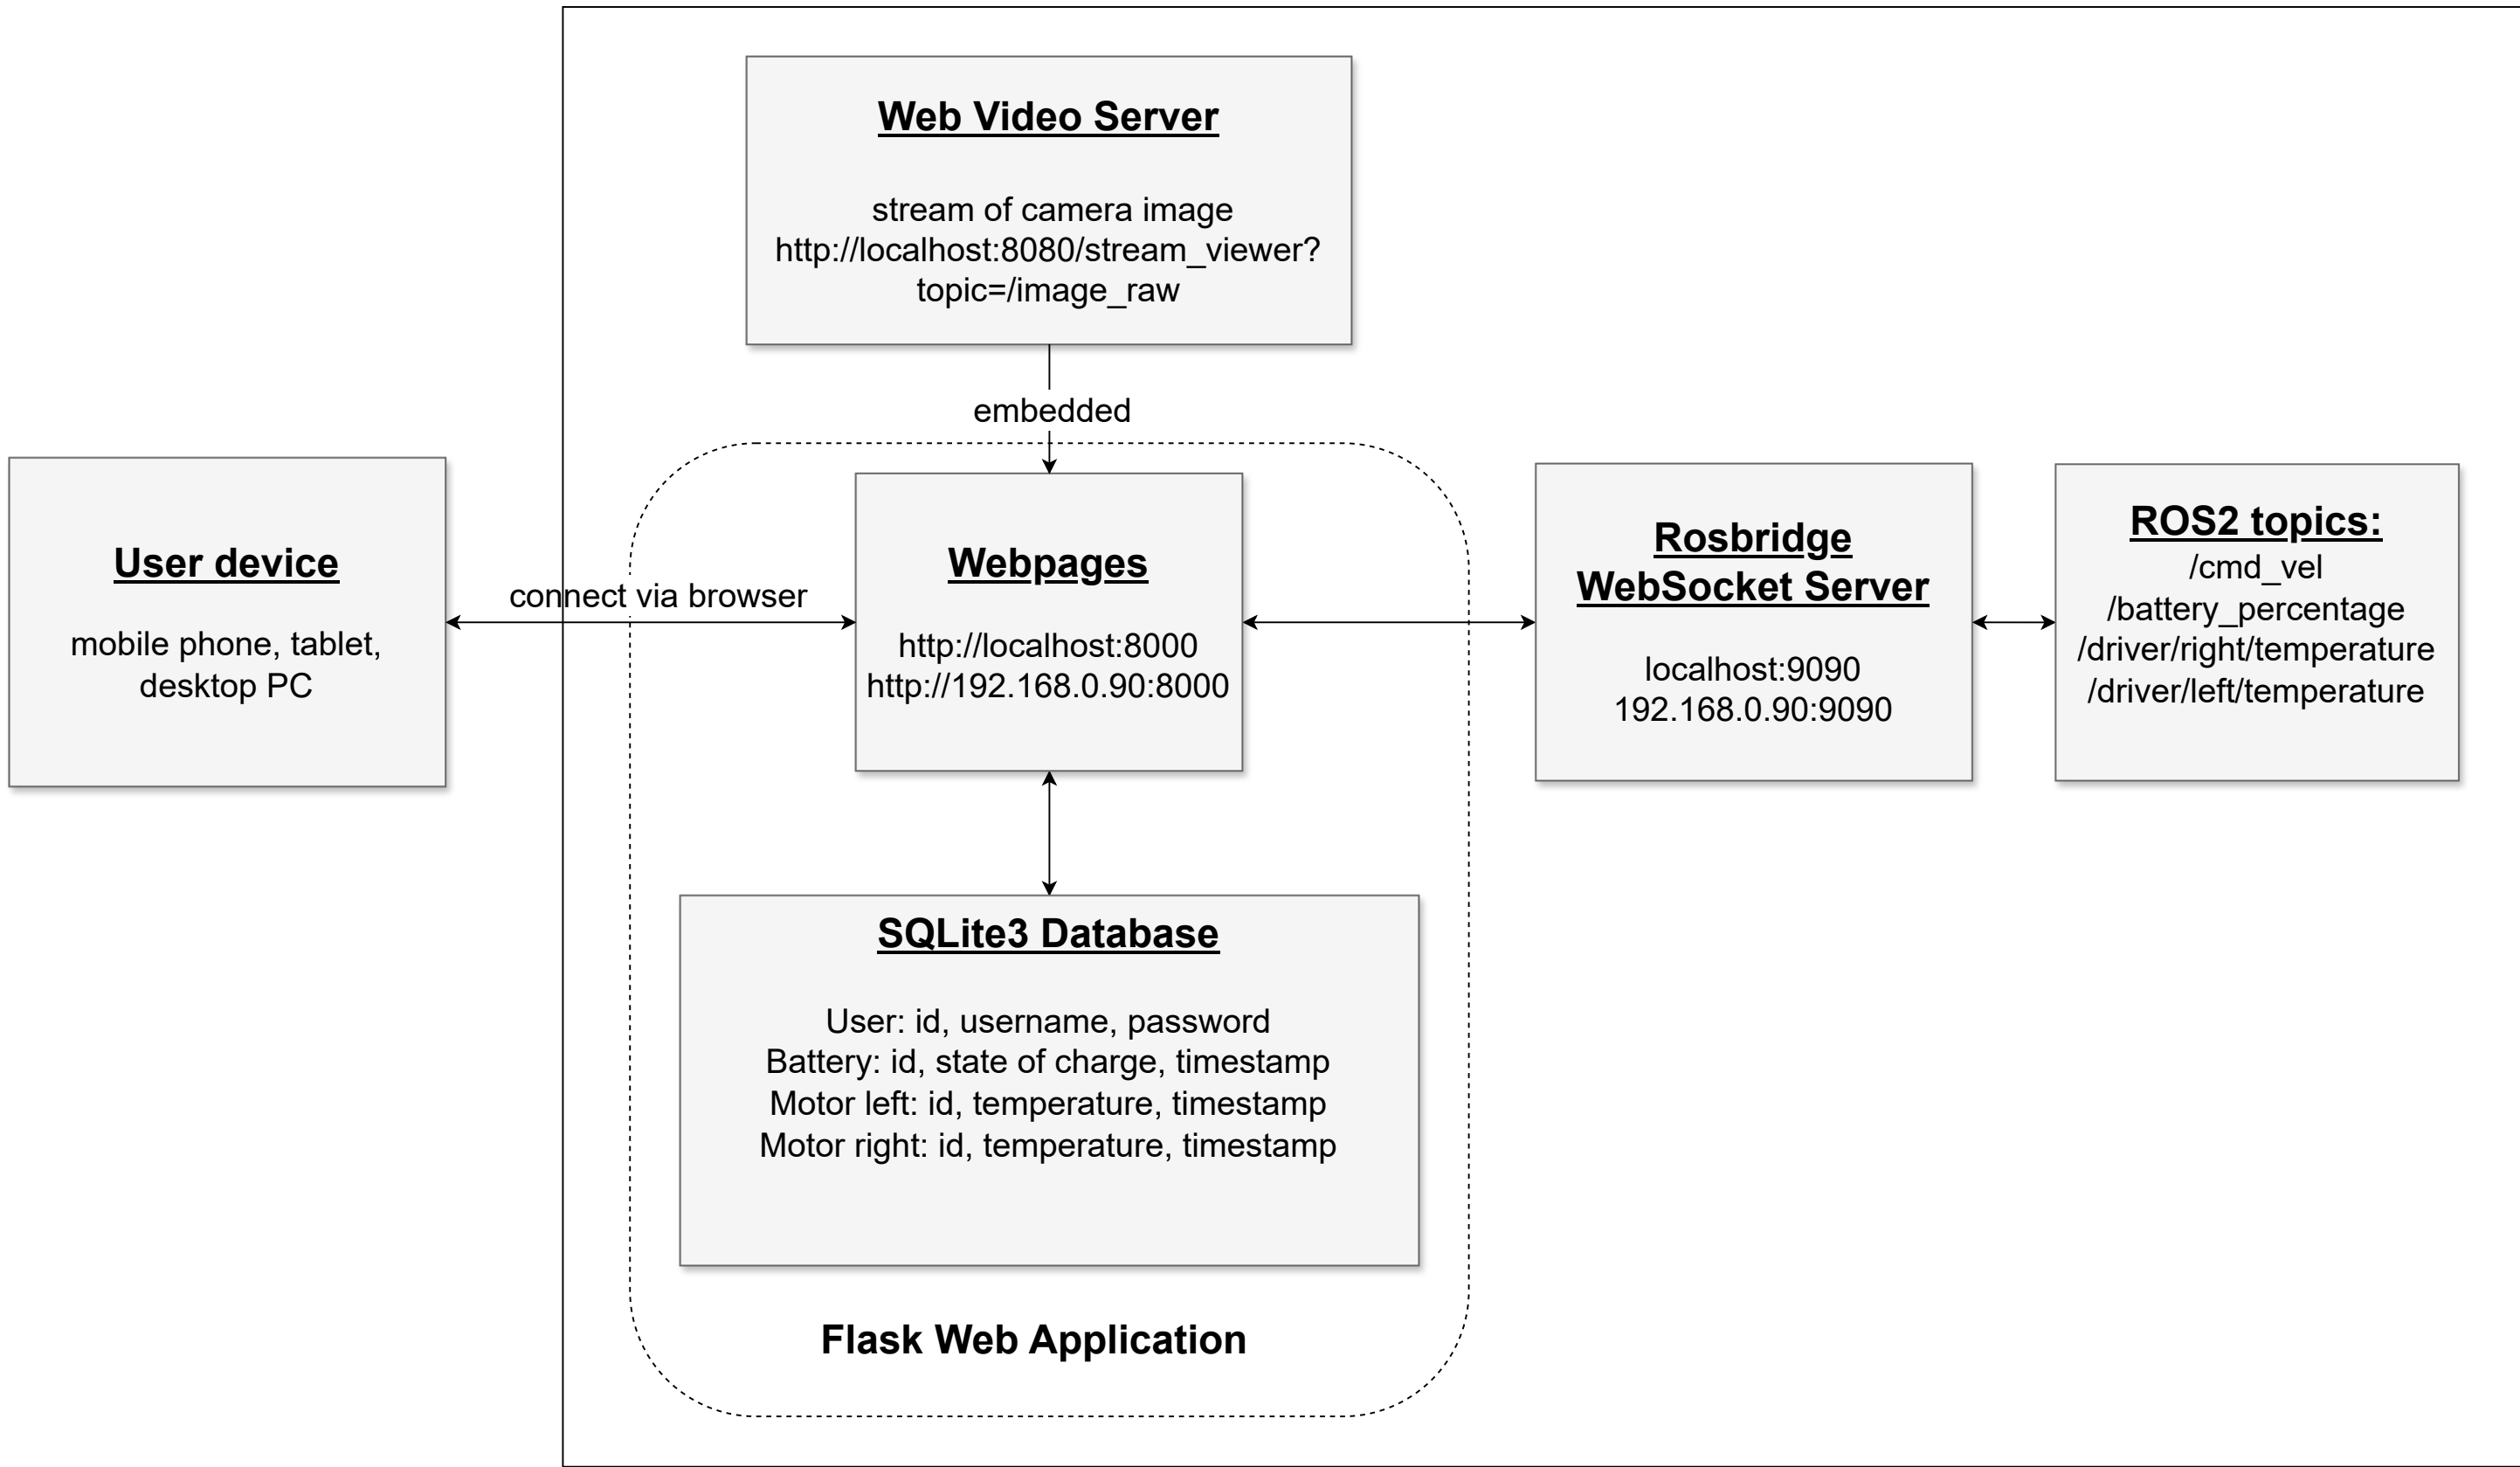 Web Video Server
stream of camera image
http://localhost:8080/stream_viewer?
topic=/image_raw
embedded
User device
mobile phone, tablet,
desktop PC
connect via browser
Webpages
http://localhost:8000
http://192.168.0.90:8000
Rosbridge
WebSocket Server
localhost:9090
192.168.0.90:9090
ROS2 topics:
/cmd_vel
/battery_percentage
/driver/right/temperature
/driver/left/temperature
SQLite3 Database
User: id, username, password
Battery: id, state of charge, timestamp
Motor left: id, temperature, timestamp
Motor right: id, temperature, timestamp
Flask Web Application